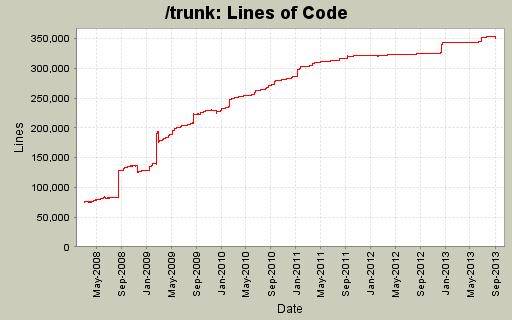 /trunk: Lines of Code
Lines
350,000
300,000
250,000
200,000
150,000
100,000
50,000
0
May-2008
Sep-2008
Jan-2009
May-2009
Sep-2009
Jan-2010
May-2010
Sep-2010
Jan-2011
May-2011
Sep-2011
Jan-2012
May-2012
Sep-2012
Jan-2013
May-2013
Sep-2013
Date